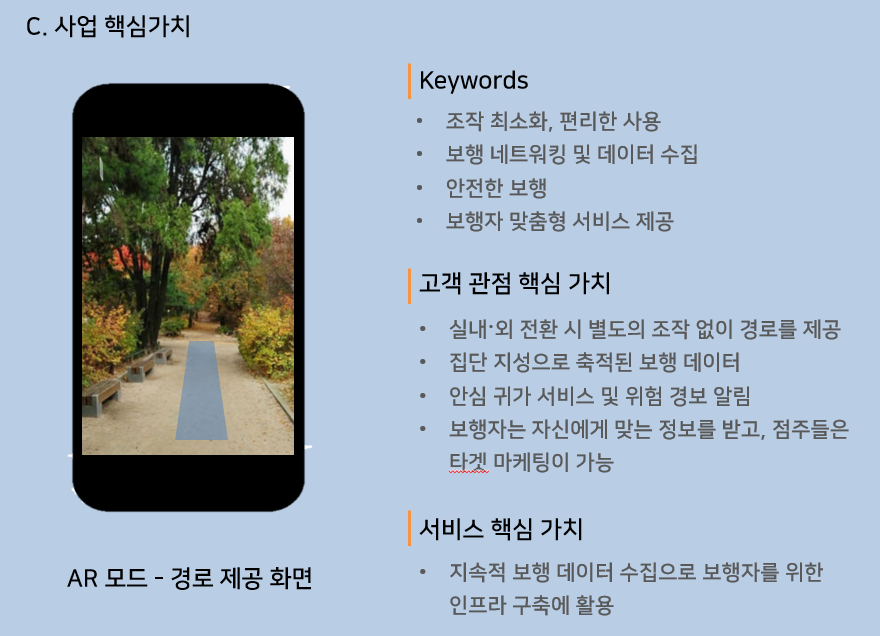 C. 사업 핵심가치
Keywords
• 조작 최소화, 편리한 사용
• 보행 네트워킹 및 데이터 수집
• 안전한 보행
• 보행자 맞춤형 서비스 제공
고객 관점 핵심 가치
• 실내·외 전환 시 별도의 조작 없이 경로를 제공
• 집단 지성으로 축적된 보행 데이터
• 안심 귀가 서비스 및 위험 경보 알림
• 보행자는 자신에게 맞는 정보를 받고, 점주들은
타겟 마케팅이 가능
서비스 핵심 가치
• 지속적 보행 데이터 수집으로 보행자를 위한
인프라 구축에 활용
AR 모드 - 경로 제공 화면